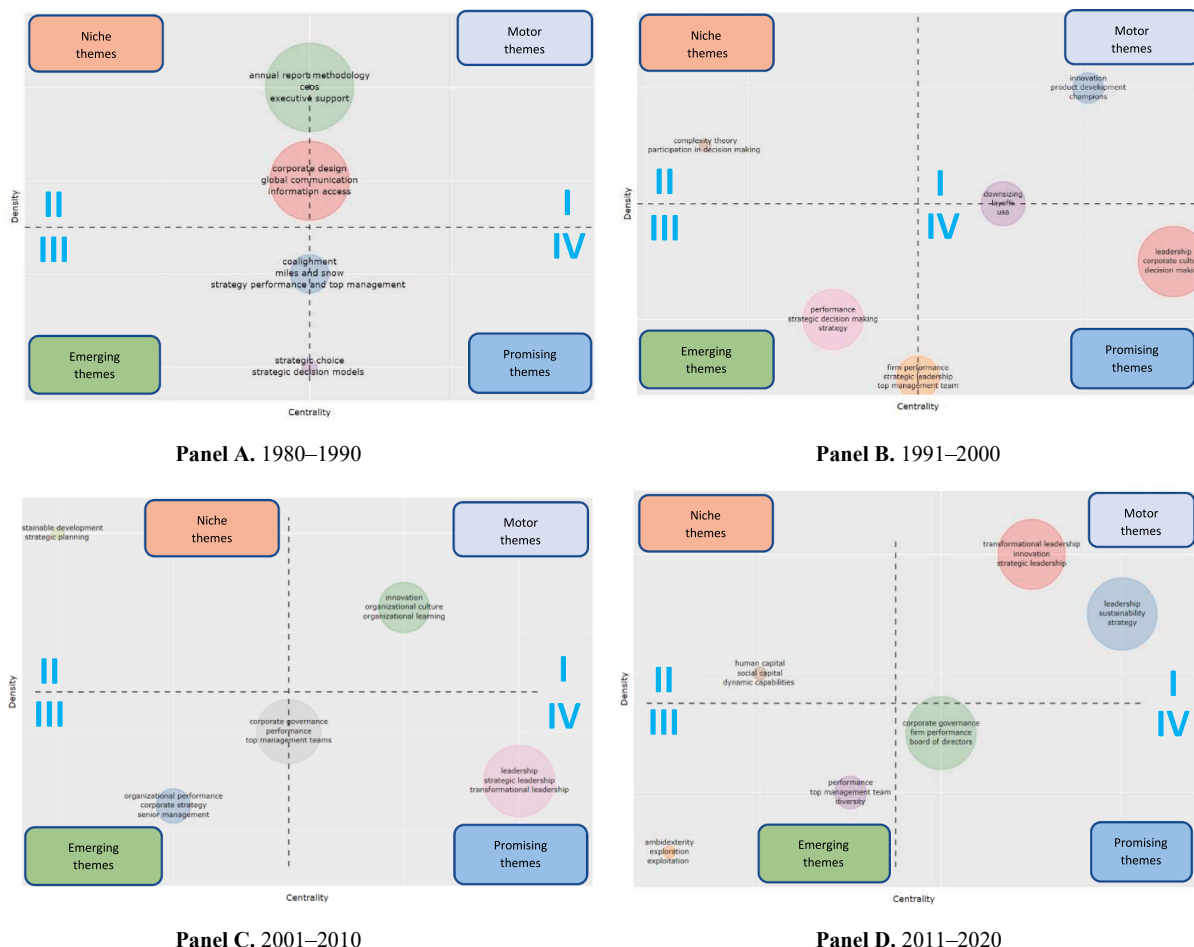 Niche
themes
Motor
themes
annual report methodology
ceos
executive support
corporate design
global communication
information access
Density
II
I
III
IV
coalignment
miles and snow
strategy performance and top management
Emerging
themes
strategic choice
strategic decision models
Promising
themes
Centrality
Panel A. 1980–1990
Niche
themes
Motor
themes
innovation
product development
champions
complexity theory
participation in decision making
Density
II
I
downsizing
layoffs
usa
III
IV
leadership
corporate cultu
decision makin
performance
strategic decision making
strategy
Emerging
themes
firm performance
strategic leadership
top management team
Promising
themes
Centrality
Panel B. 1991–2000
stainable development
strategic planning
Niche
themes
Motor
themes
innovation
organizational culture
organizational learning
Density
II
I
III
IV
corporate governance
performance
top management teams
leadership
strategic leadership
transformational leadership
organizational performance
corporate strategy
senior management
Emerging
themes
Promising
themes
Centrality
Panel C. 2001–2010
Niche
themes
Motor
themes
transformational leadership
innovation
strategic leadership
leadership
sustainability
strategy
human capital
social capital
dynamic capabilities
Density
II
I
III
IV
corporate governance
firm performance
board of directors
performance
top management team
diversity
ambidexterity
exploration
exploitation
Emerging
themes
Promising
themes
Centrality
Panel D. 2011–2020